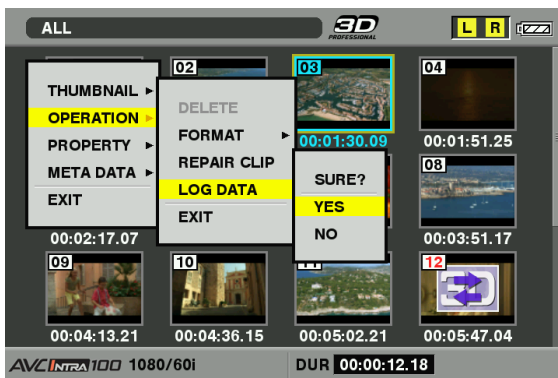 ALL
3D
PROFESSIONAL
L R
02
03
04
00:01:30.09
00:01:51.25
THUMBNAIL
OPERATION
PROPERTY
META DATA
EXIT
DELETE
FORMAT
REPAIR CLIP
LOG DATA
EXIT
SURE?
YES
NO
08
00:02:17.07
00:03:51.17
09
10
11
12
00:04:13.21
00:04:36.15
00:05:02.21
00:05:47.04
AVC INTRA 100 1080/60i
DUR 00:00:12.18